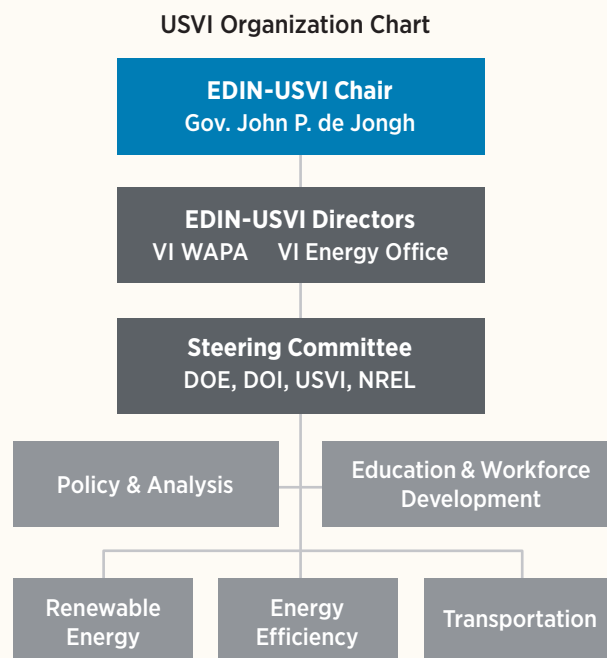 USVI Organization Chart
EDIN-USVI Chair
Gov. John P. de Jongh
EDIN-USVI Directors
VI WAPA VI Energy Office
Steering Committee
DOE, DOI, USVI, NREL
Policy & Analysis
Education & Workforce
Development
Renewable
Energy
Energy
Efficiency
Transportation